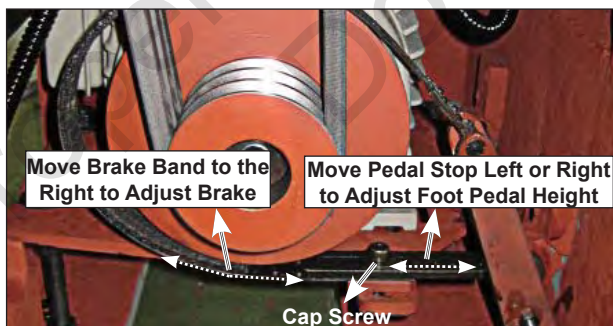 Move Brake Band to the
Right to Adjust Brake
Move Pedal Stop Left or Right
to Adjust Foot Pedal Height
Cap Screw